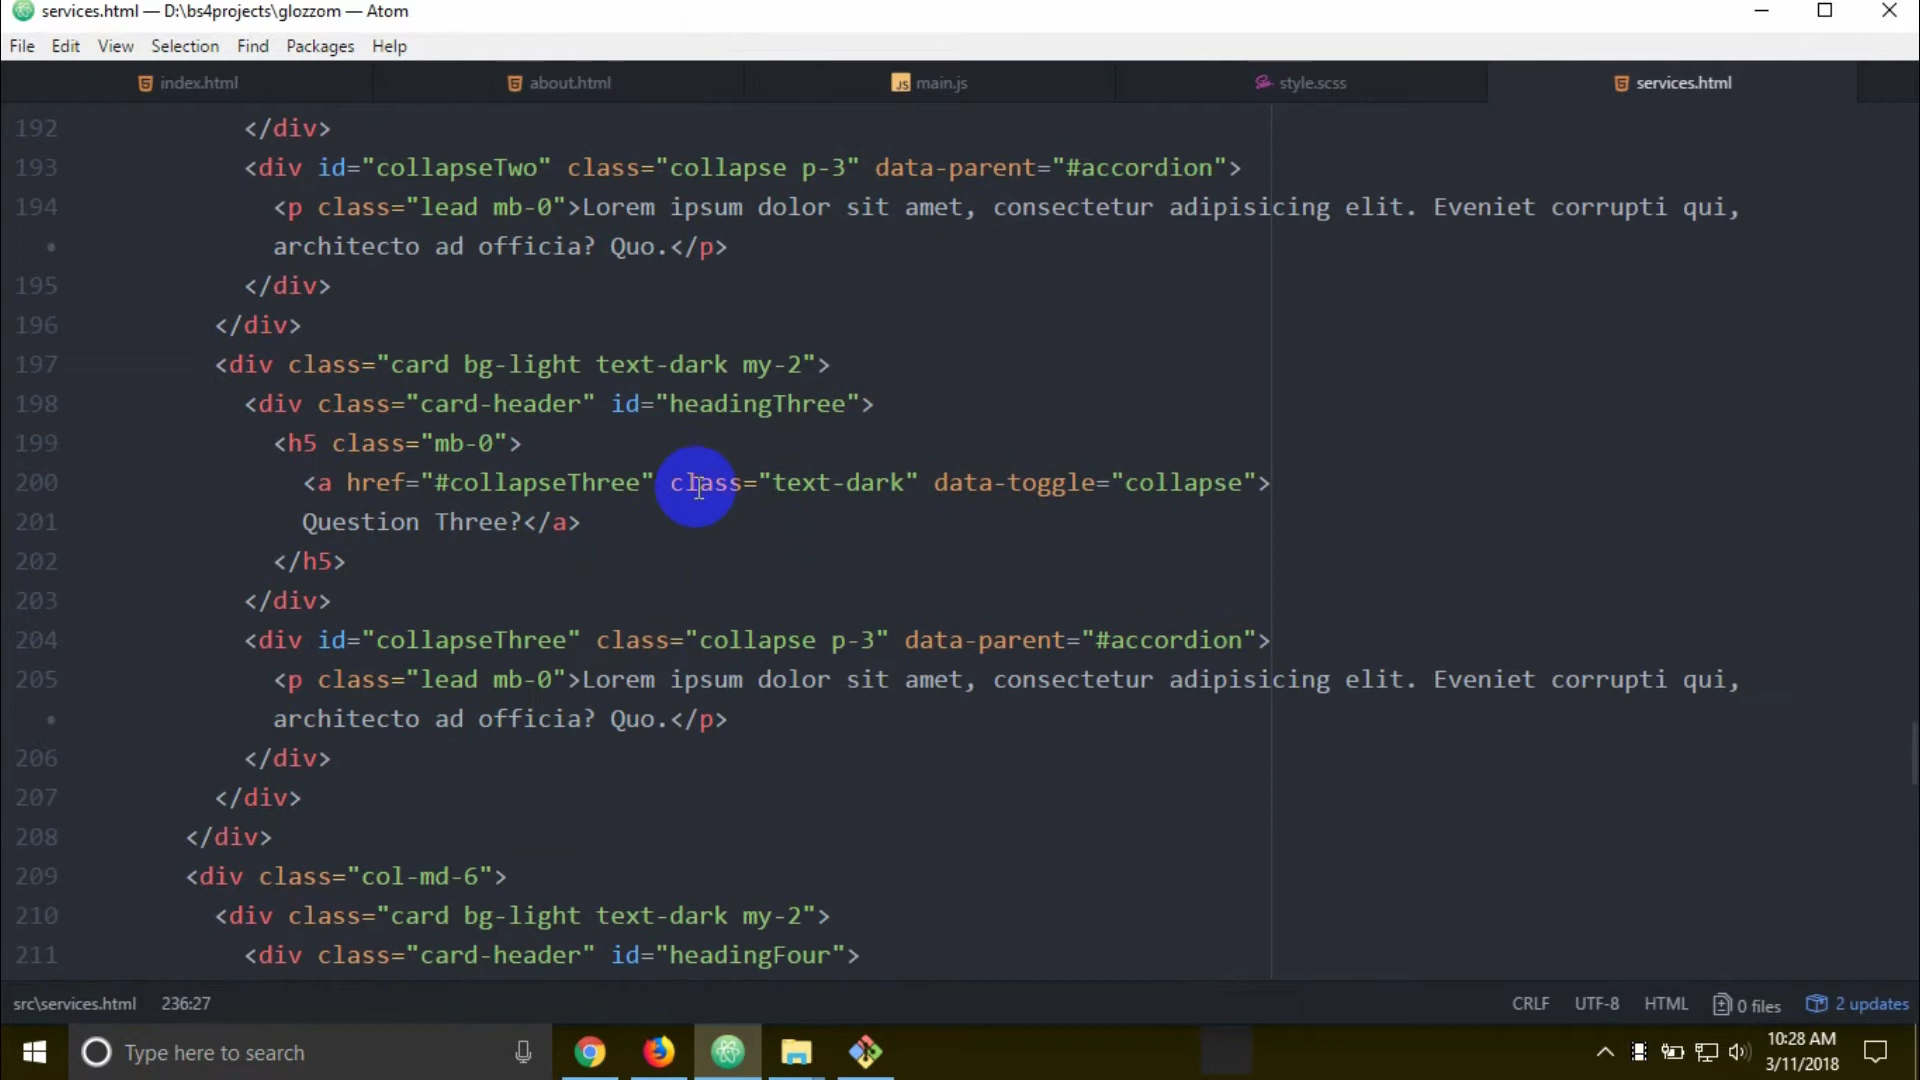 services.html — D:\bs4projects\glozzom — Atom
File Edit View Selection Find Packages Help
index.html about.html JS main.js style.scss services.html
192 </div>
193 <div id="collapseTwo" class="collapse p-3" data-parent="#accordion">
194 <p class="lead mb-0">Lorem ipsum dolor sit amet, consectetur adipisicing elit. Eveniet corrupti qui,
• architecto ad officia? Quo.</p>
195 </div>
196 </div>
197 <div class="card bg-light text-dark my-2">
198 <div class="card-header" id="headingThree">
199 <h5 class="mb-0">
200 <a href="#collapseThree" class="text-dark" data-toggle="collapse">
201 Question Three?</a>
202 </h5>
203 </div>
204 <div id="collapseThree" class="collapse p-3" data-parent="#accordion">
205 <p class="lead mb-0">Lorem ipsum dolor sit amet, consectetur adipisicing elit. Eveniet corrupti qui,
• architecto ad officia? Quo.</p>
206 </div>
207 </div>
208 </div>
209 <div class="col-md-6">
210 <div class="card bg-light text-dark my-2">
211 <div class="card-header" id="headingFour">
src\services.html 236:27 CRLF UTF-8 HTML 0 files 2 updates
Type here to search 10:28 AM
3/11/2018